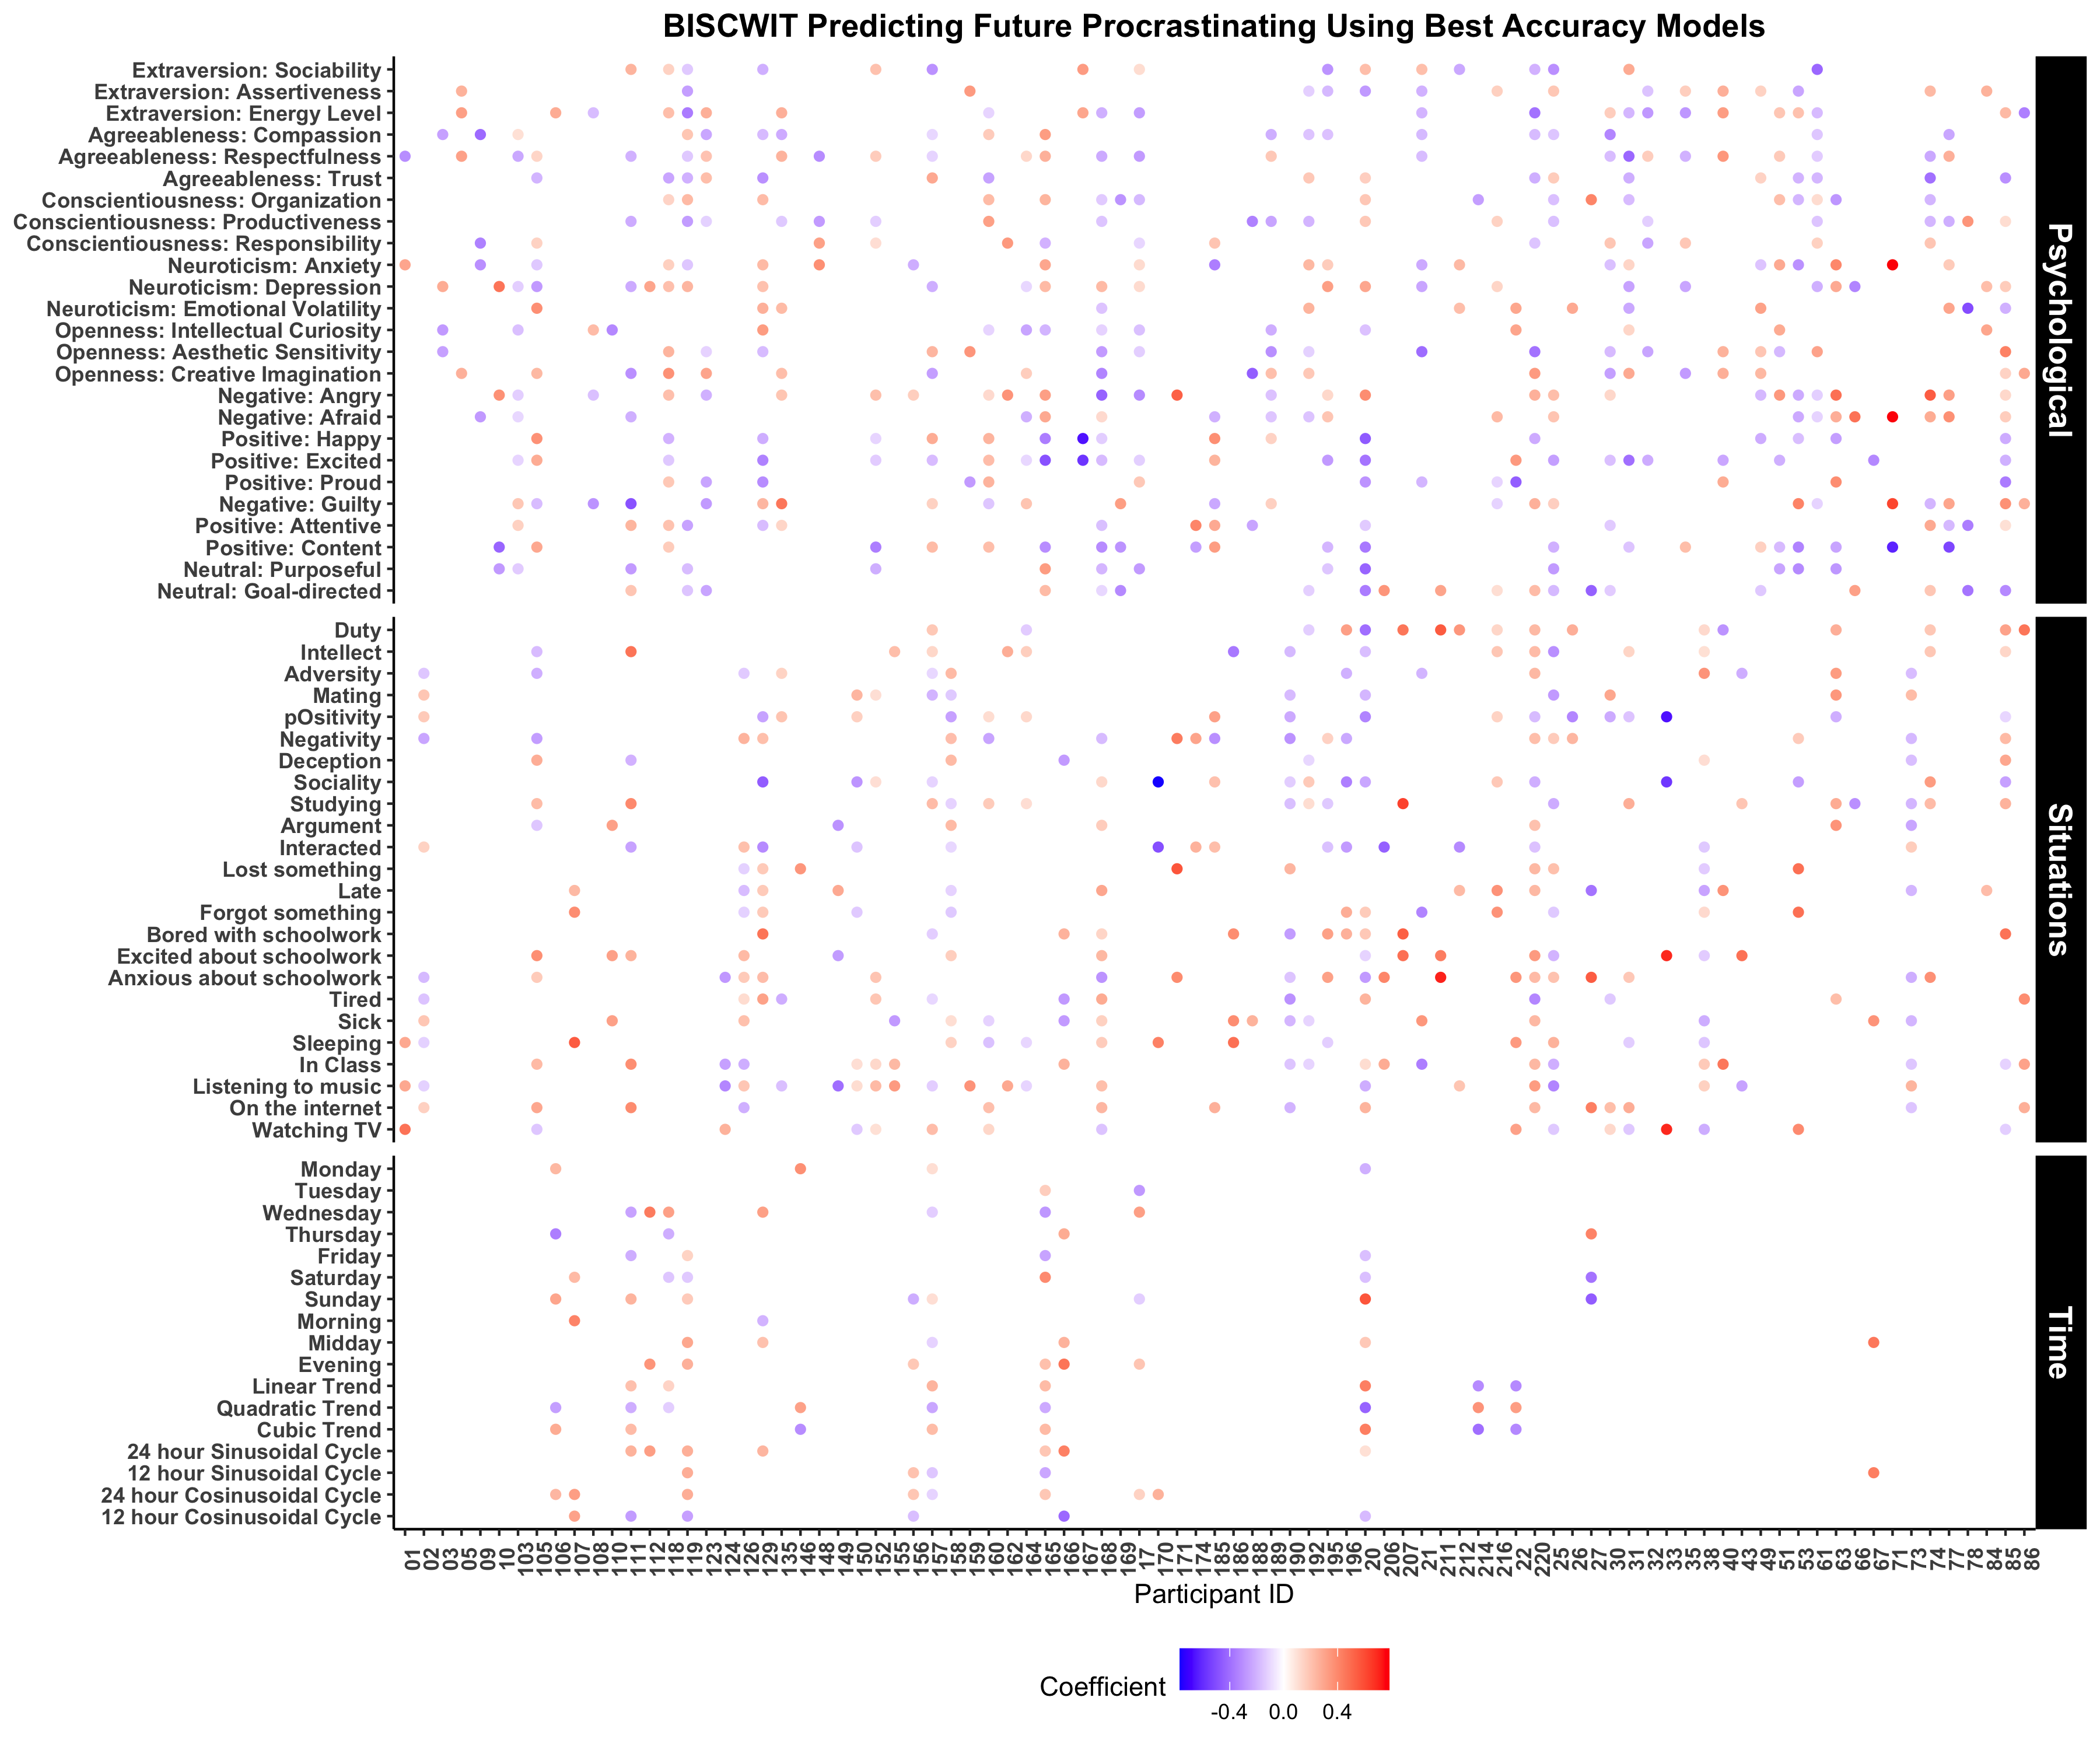 BISCWIT Predicting Future Procrastinating Using Best Accuracy Models
Extraversion: Sociability
Extraversion: Assertiveness
Extraversion: Energy Level
Agreeableness: Compassion
Agreeableness: Respectfulness
Agreeableness: Trust
Conscientiousness: Organization
Conscientiousness: Productiveness
Conscientiousness: Responsibility
Neuroticism: Anxiety
Neuroticism: Depression
Neuroticism: Emotional Volatility
Openness: Intellectual Curiosity
Openness: Aesthetic Sensitivity
Openness: Creative Imagination
Negative: Angry
Negative: Afraid
Positive: Happy
Positive: Excited
Positive: Proud
Negative: Guilty
Positive: Attentive
Positive: Content
Neutral: Purposeful
Neutral: Goal-directed
Psychological
Duty
Intellect
Adversity
Mating
pOsitivity
Negativity
Deception
Sociality
Studying
Argument
Interacted
Lost something
Late
Forgot something
Bored with schoolwork
Excited about schoolwork
Anxious about schoolwork
Tired
Sick
Sleeping
In Class
Listening to music
On the internet
Watching TV
Situations
Monday
Tuesday
Wednesday
Thursday
Friday
Saturday
Sunday
Morning
Midday
Evening
Linear Trend
Quadratic Trend
Cubic Trend
24 hour Sinusoidal Cycle
12 hour Sinusoidal Cycle
24 hour Cosinusoidal Cycle
12 hour Cosinusoidal Cycle
Time
01 02 03 05 09 10 103 105 106 107 108 110 111 112 118 119 123 124 126 129 135 146 148 149 150 152 155 156 157 158 159 160 162 164 165 166 167 168 169 17 170 171 174 185 186 188 189 190 192 195 196 20 206 207 21 211 212 214 216 22 220 25 26 27 30 31 32 33 35 38 40 43 49 51 53 61 63 66 67 71 73 74 77 78 84 85 86
Participant ID
Coefficient
-0.4 0.0 0.4